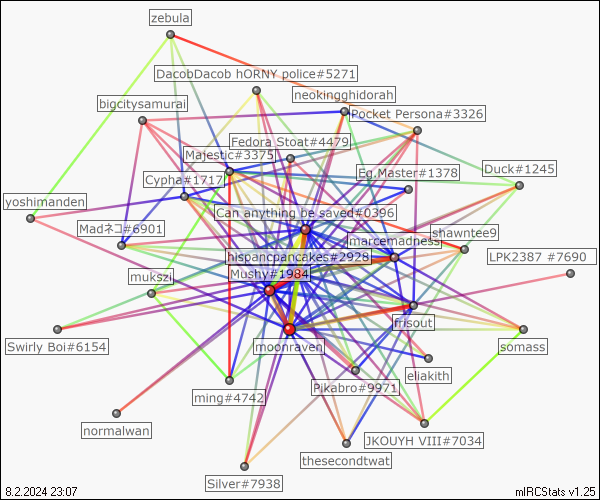 zebula
DacobDacob hORNY police#5271
neokingghidorah
bigcitysamurai
Pocket Persona#3326
Fedora Stoat#4479
Majestic#3375
Duck#1245
Eg.Master#1378
Cypha#1717
yoshimanden
Can anything be saved#0396
Madネコ#6901
shawntee9
marcemadness
hispanicpancakes#2928
LPK2387 #7690
Mushy#1984
mukszi
frisout
Swirly Boi#6154
moonraven
somass
eliakith
Pikabro#9971
ming#4742
normalwan
JKOUYH VIII#7034
thesecondtwat
Silver#7938
8.2.2024 23:07
mIRCStats v1.25